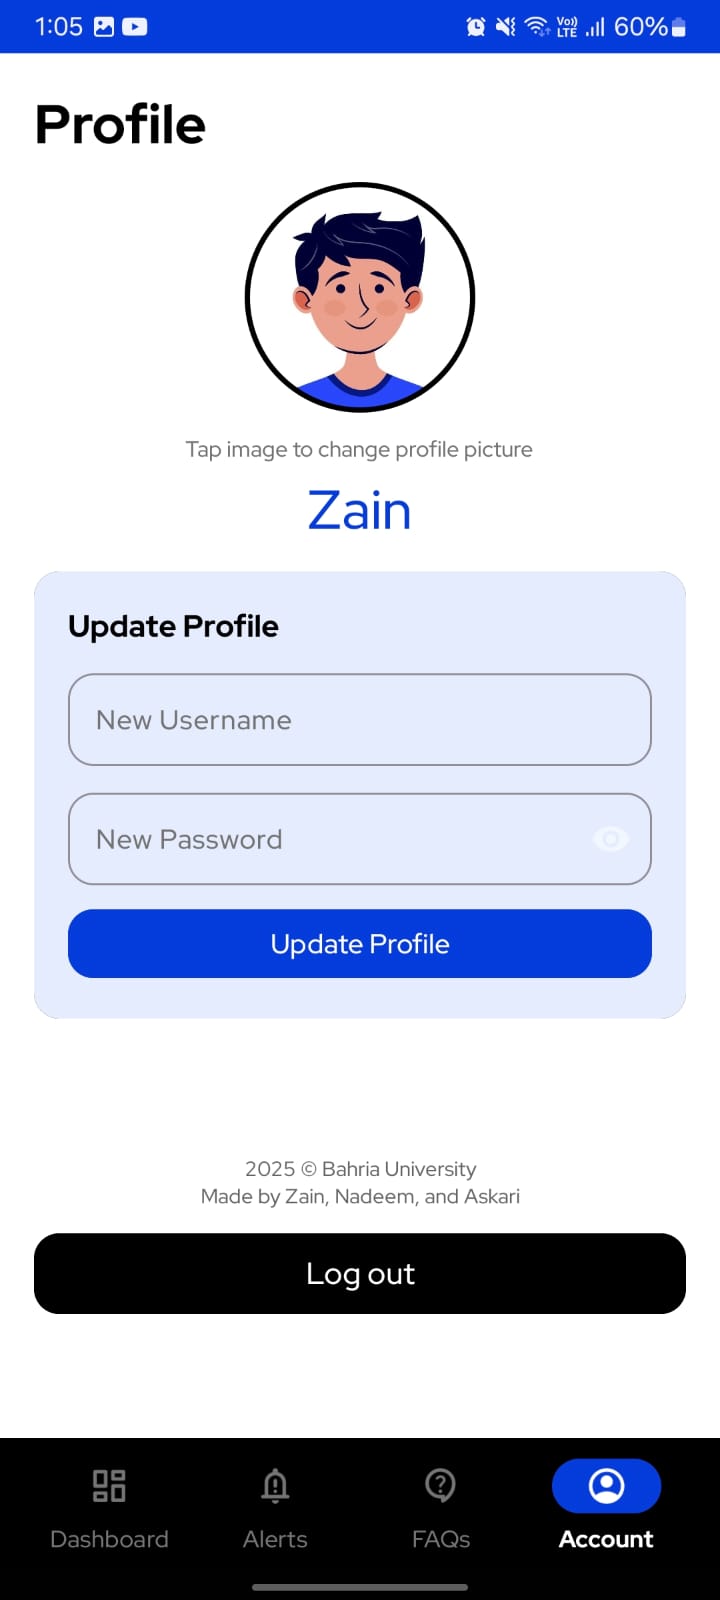 1:05 Vo)) LTE 60%
Profile
Tap image to change profile picture
Zain
Update Profile
New Username
New Password
Update Profile
2025 © Bahria University
Made by Zain, Nadeem, and Askari
Log out
Dashboard Alerts FAQs Account